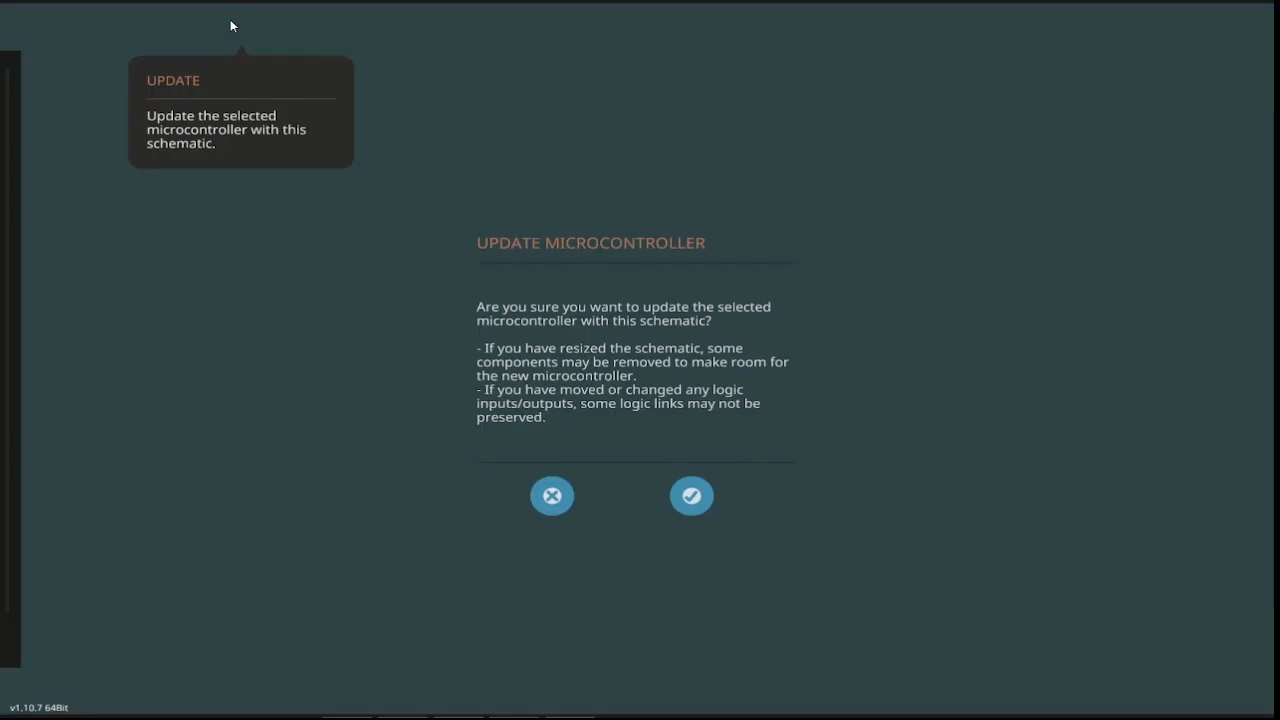 UPDATE
Update the selected
microcontroller with this
schematic.
UPDATE MICROCONTROLLER
Are you sure you want to update the selected
microcontroller with this schematic?
- If you have resized the schematic, some
components may be removed to make room for
the new microcontroller.
- If you have moved or changed any logic
inputs/outputs, some logic links may not be
preserved.
v1.10.7 64Bit